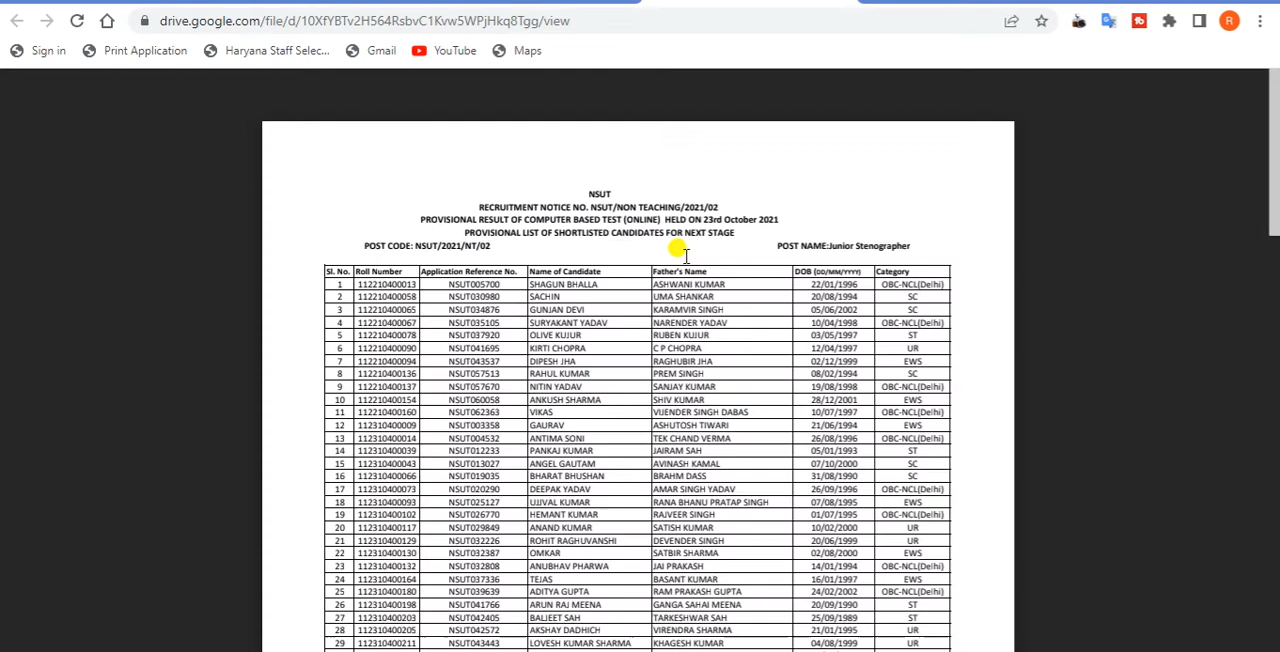 drive.google.com/file/d/10XfYBTv2H564RsbvC1Kvw5WPjHkq8Tgg/view
R
Sign in Print Application Haryana Staff Selec... Gmail YouTube Maps
NSUT
RECRUITMENT NOTICE NO. NSUT/NON TEACHING/2021/02
PROVISIONAL RESULT OF COMPUTER BASED TEST (ONLINE) HELD ON 23rd October 2021
PROVISIONAL LIST OF SHORTLISTED CANDIDATES FOR NEXT STAGE
POST CODE: NSUT/2021/NT/02 POST NAME:Junior Stenographer
Sl. No. Roll Number Application Reference No. Name of Candidate Father's Name DOB (DD/MM/YYYY) Category
1 112210400013 NSUT005700 SHAGUN BHALLA ASHWANI KUMAR 22/01/1996 OBC-NCL(Delhi)
2 112210400058 NSUT030980 SACHIN UMA SHANKAR 20/08/1994 SC
3 112210400065 NSUT034876 GUNJAN DEVI KARAMVIR SINGH 05/06/2002 SC
4 112210400067 NSUT035105 SURYAKANT YADAV NARENDER YADAV 10/04/1998 OBC-NCL(Delhi)
5 112210400078 NSUT037920 OLIVE KUJUR RUBEN KUJUR 03/05/1997 ST
6 112210400090 NSUT041695 KIRTI CHOPRA C P CHOPRA 12/04/1997 UR
7 112210400094 NSUT043537 DIPESH JHA RAGHUBIR JHA 02/12/1999 EWS
8 112210400136 NSUT057513 RAHUL KUMAR PREM SINGH 08/02/1994 SC
9 112210400137 NSUT057670 NITIN YADAV SANJAY KUMAR 19/08/1998 OBC-NCL(Delhi)
10 112210400154 NSUT060058 ANKUSH SHARMA SHIV KUMAR 28/12/2001 EWS
11 112210400160 NSUT062363 VIKAS VIJENDER SINGH DABAS 10/07/1997 OBC-NCL(Delhi)
12 112310400009 NSUT003358 GAURAV ASHUTOSH TIWARI 21/06/1994 EWS
13 112310400014 NSUT004532 ANTIMA SONI TEK CHAND VERMA 26/08/1996 OBC-NCL(Delhi)
14 112310400039 NSUT012233 PANKAJ KUMAR JAIRAM SAH 05/01/1993 ST
15 112310400043 NSUT013027 ANGEL GAUTAM AVINASH KAMAL 07/10/2000 SC
16 112310400066 NSUT019035 BHARAT BHUSHAN BRAHM DASS 31/08/1990 SC
17 112310400073 NSUT020290 DEEPAK YADAV AMAR SINGH YADAV 26/09/1996 OBC-NCL(Delhi)
18 112310400093 NSUT025127 UJJVAL KUMAR RANA BHANU PRATAP SINGH 07/08/1995 EWS
19 112310400102 NSUT026770 HEMANT KUMAR RAJVEER SINGH 01/07/1995 OBC-NCL(Delhi)
20 112310400117 NSUT029849 ANAND KUMAR SATISH KUMAR 10/02/2000 UR
21 112310400129 NSUT032226 ROHIT RAGHUVANSHI DEVENDER SINGH 20/06/1999 UR
22 112310400130 NSUT032387 OMKAR SATBIR SHARMA 02/08/2000 EWS
23 112310400132 NSUT032808 ANUBHAV PHARWA JAI PRAKASH 14/01/1994 OBC-NCL(Delhi)
24 112310400164 NSUT037336 TEJAS BASANT KUMAR 16/01/1997 EWS
25 112310400180 NSUT039639 ADITYA GUPTA RAM PRAKASH GUPTA 24/02/2002 OBC-NCL(Delhi)
26 112310400198 NSUT041766 ARUN RAJ MEENA GANGA SAHAI MEENA 20/09/1990 ST
27 112310400203 NSUT042405 BALJEET SAH TARKESHWAR SAH 25/09/1989 ST
28 112310400205 NSUT042572 AKSHAY DADHICH VIRENDRA SHARMA 21/01/1995 UR
29 112310400211 NSUT043443 LOVESH KUMAR SHARMA KHAGESH KUMAR 04/08/1999 UR